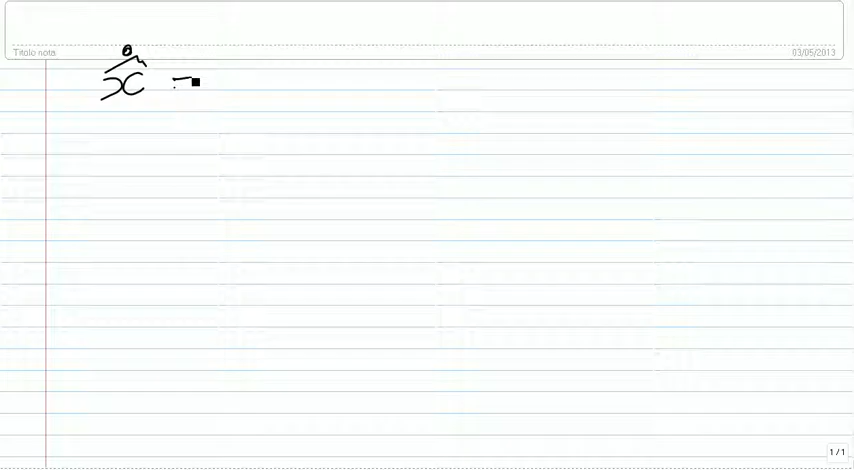 Titolo nota 03/05/2013
x =
1 / 1